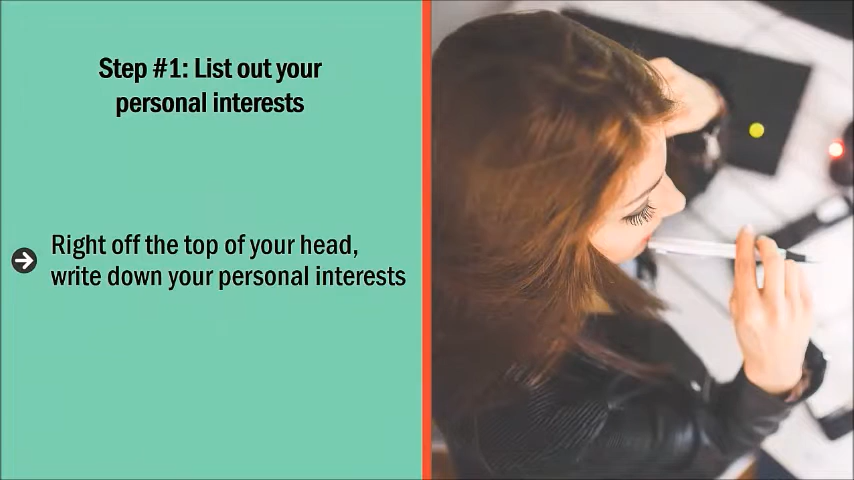 Step #1: List out your
personal interests
Right off the top of your head,
write down your personal interests